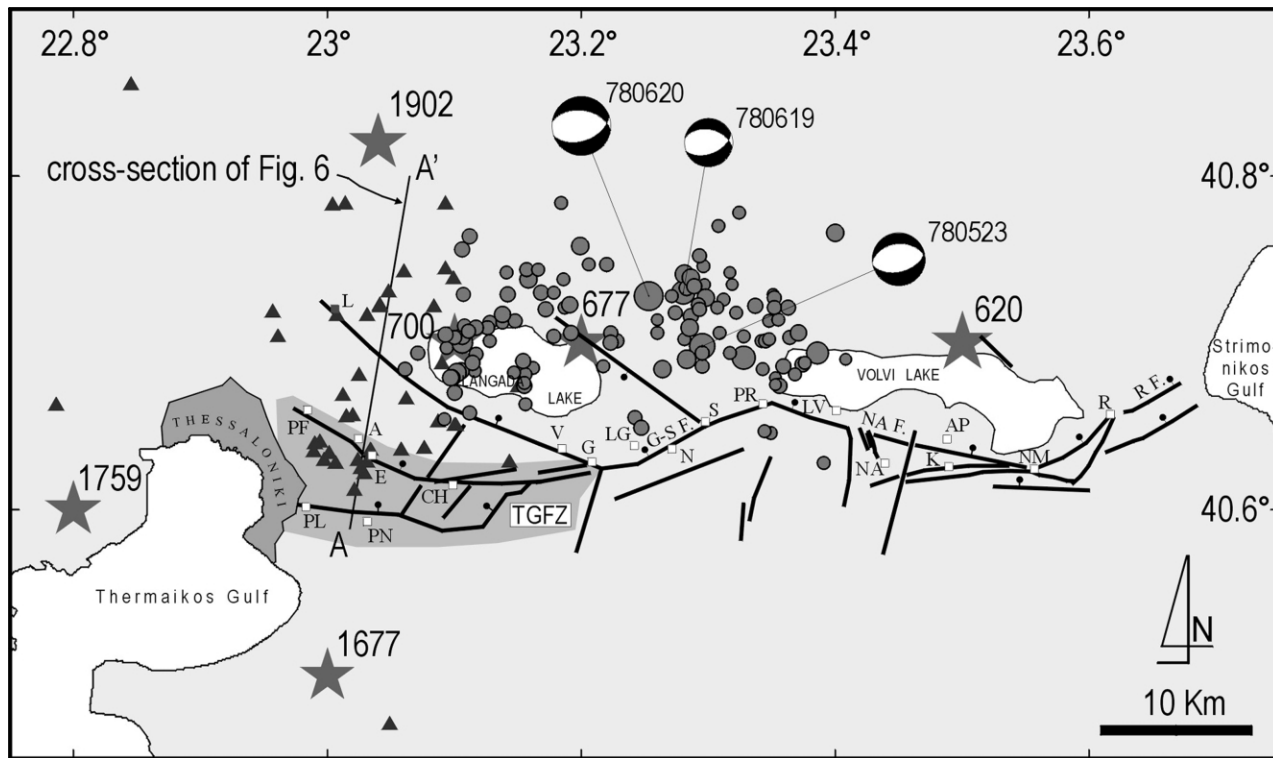 22.8°
23°
23.2°
23.4°
23.6°
780620
780619
1902
cross-section of Fig. 6
A'
40.8°
780523
L
700
677
620
LANGADA
LAKE
VOLVI LAKE
Strimo-
nikos
Gulf
THESSALONIKI
PF
A
E
CH
V
G
LG
G-S F.
N
S
PR
LV
NA F.
NA
AP
K
NM
R
R F.
1759
PL
PN
A
TGFZ
40.6°
Thermaikos Gulf
1677
N
10 Km